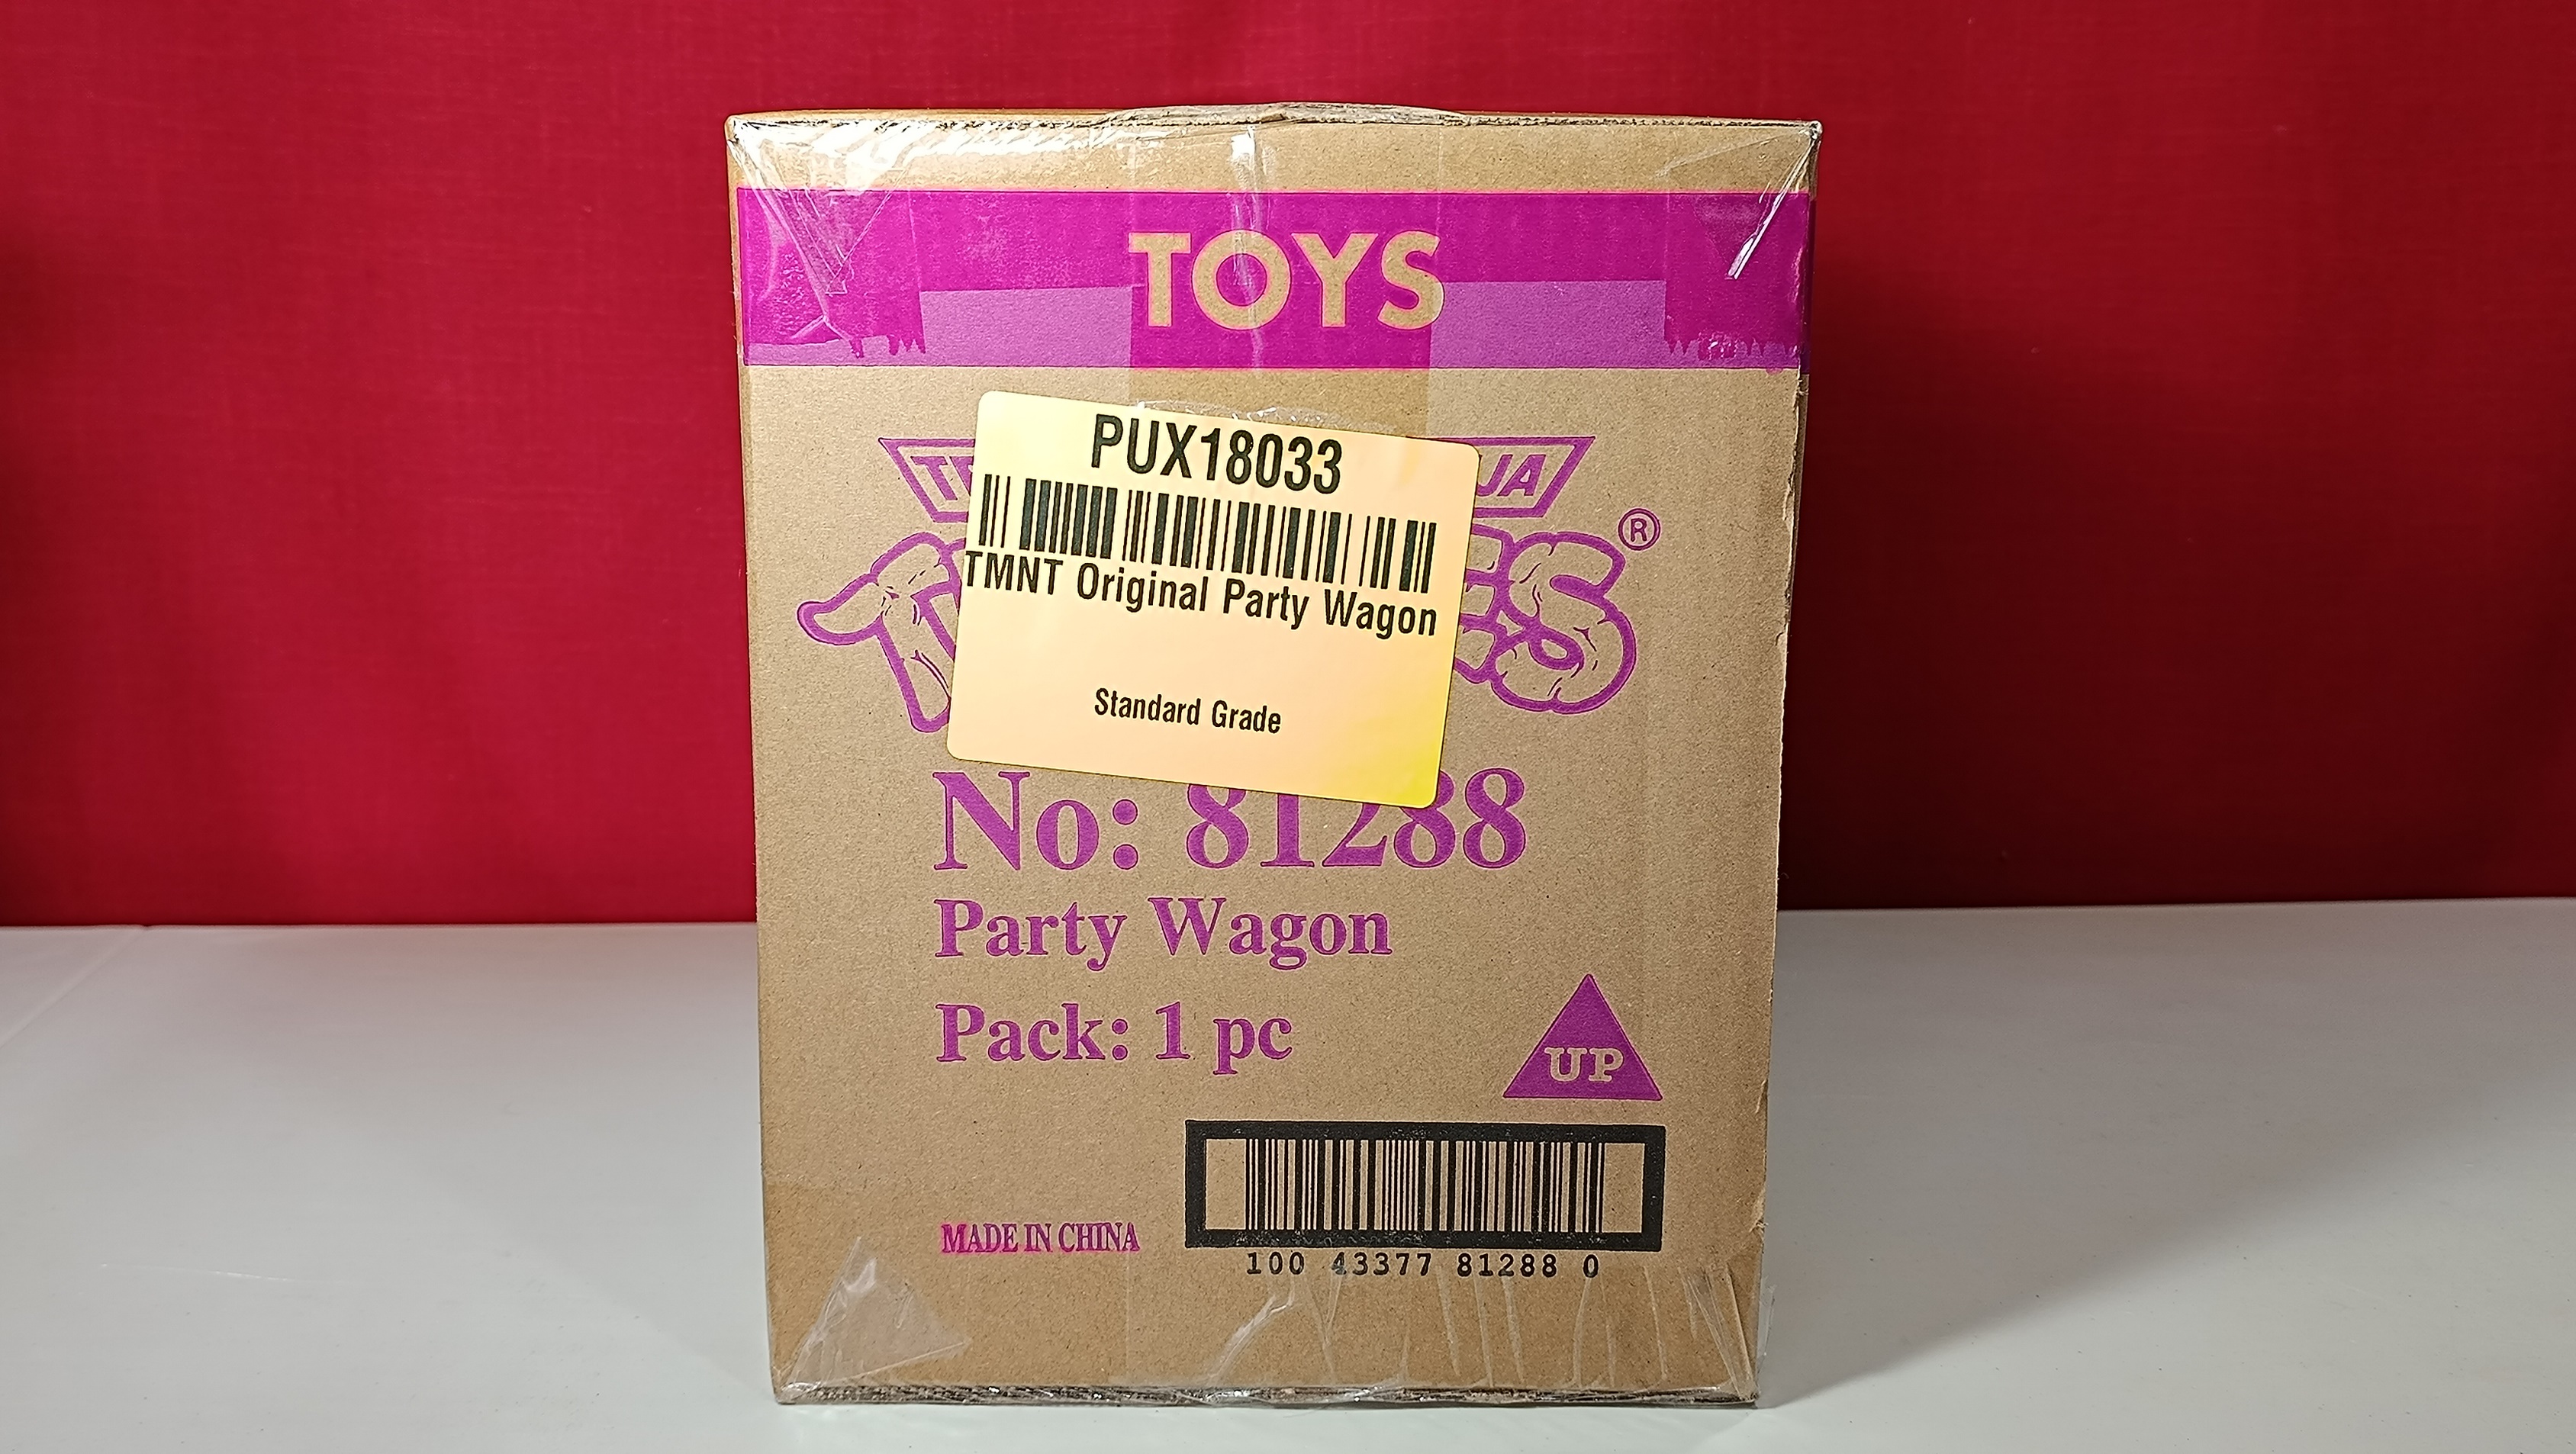 TOYS
PUX18033
TMNT Original Party Wagon
Standard Grade
®
No: 81288
Party Wagon
Pack: 1 pc
UP
MADE IN CHINA
100 43377 81288 0